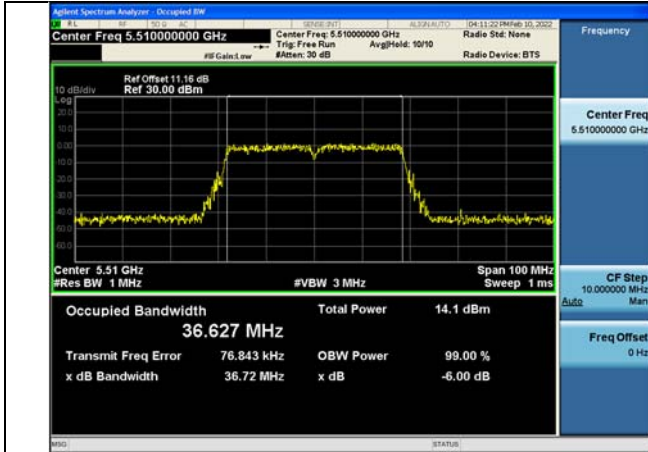 Agilent Spectrum Analyzer - Occupied BW
RL RF 50 Ω AC SENSE:INT ALIGNAUTO 04:11:22 PM Feb 10, 2022
Center Freq 5.510000000 GHz
Center Freq: 5.510000000 GHz
Radio Std: None
Trig: Free Run Avg|Hold: 10/10
#IFGain:Low #Atten: 30 dB Radio Device: BTS
Ref Offset 11.16 dB
10 dB/div Ref 30.00 dBm
Log
20.0
10.0
0.00
-10.0
-20.0
-30.0
-40.0
-50.0
-60.0
Center 5.51 GHz Span 100 MHz
#Res BW 1 MHz #VBW 3 MHz Sweep 1 ms
Occupied Bandwidth Total Power 14.1 dBm
36.627 MHz
Transmit Freq Error 76.843 kHz OBW Power 99.00 %
x dB Bandwidth 36.72 MHz x dB -6.00 dB
MSG STATUS
Frequency
Center Freq
5.510000000 GHz
CF Step
10.000000 MHz
Auto Man
Freq Offset
0 Hz